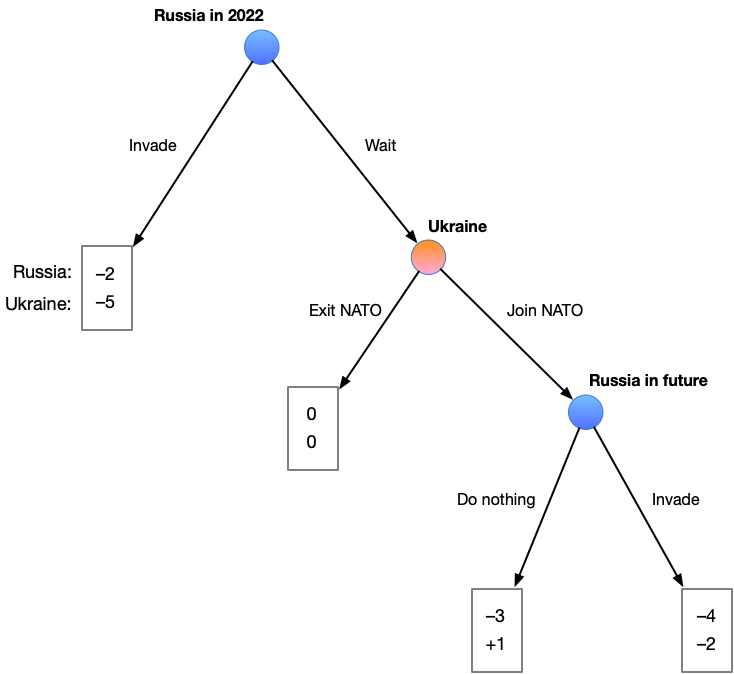 Russia in 2022
Invade
Wait
Ukraine
Russia: –2
Ukraine: –5
Exit NATO
Join NATO
Russia in future
0
0
Do nothing
Invade
–3
+1
–4
–2